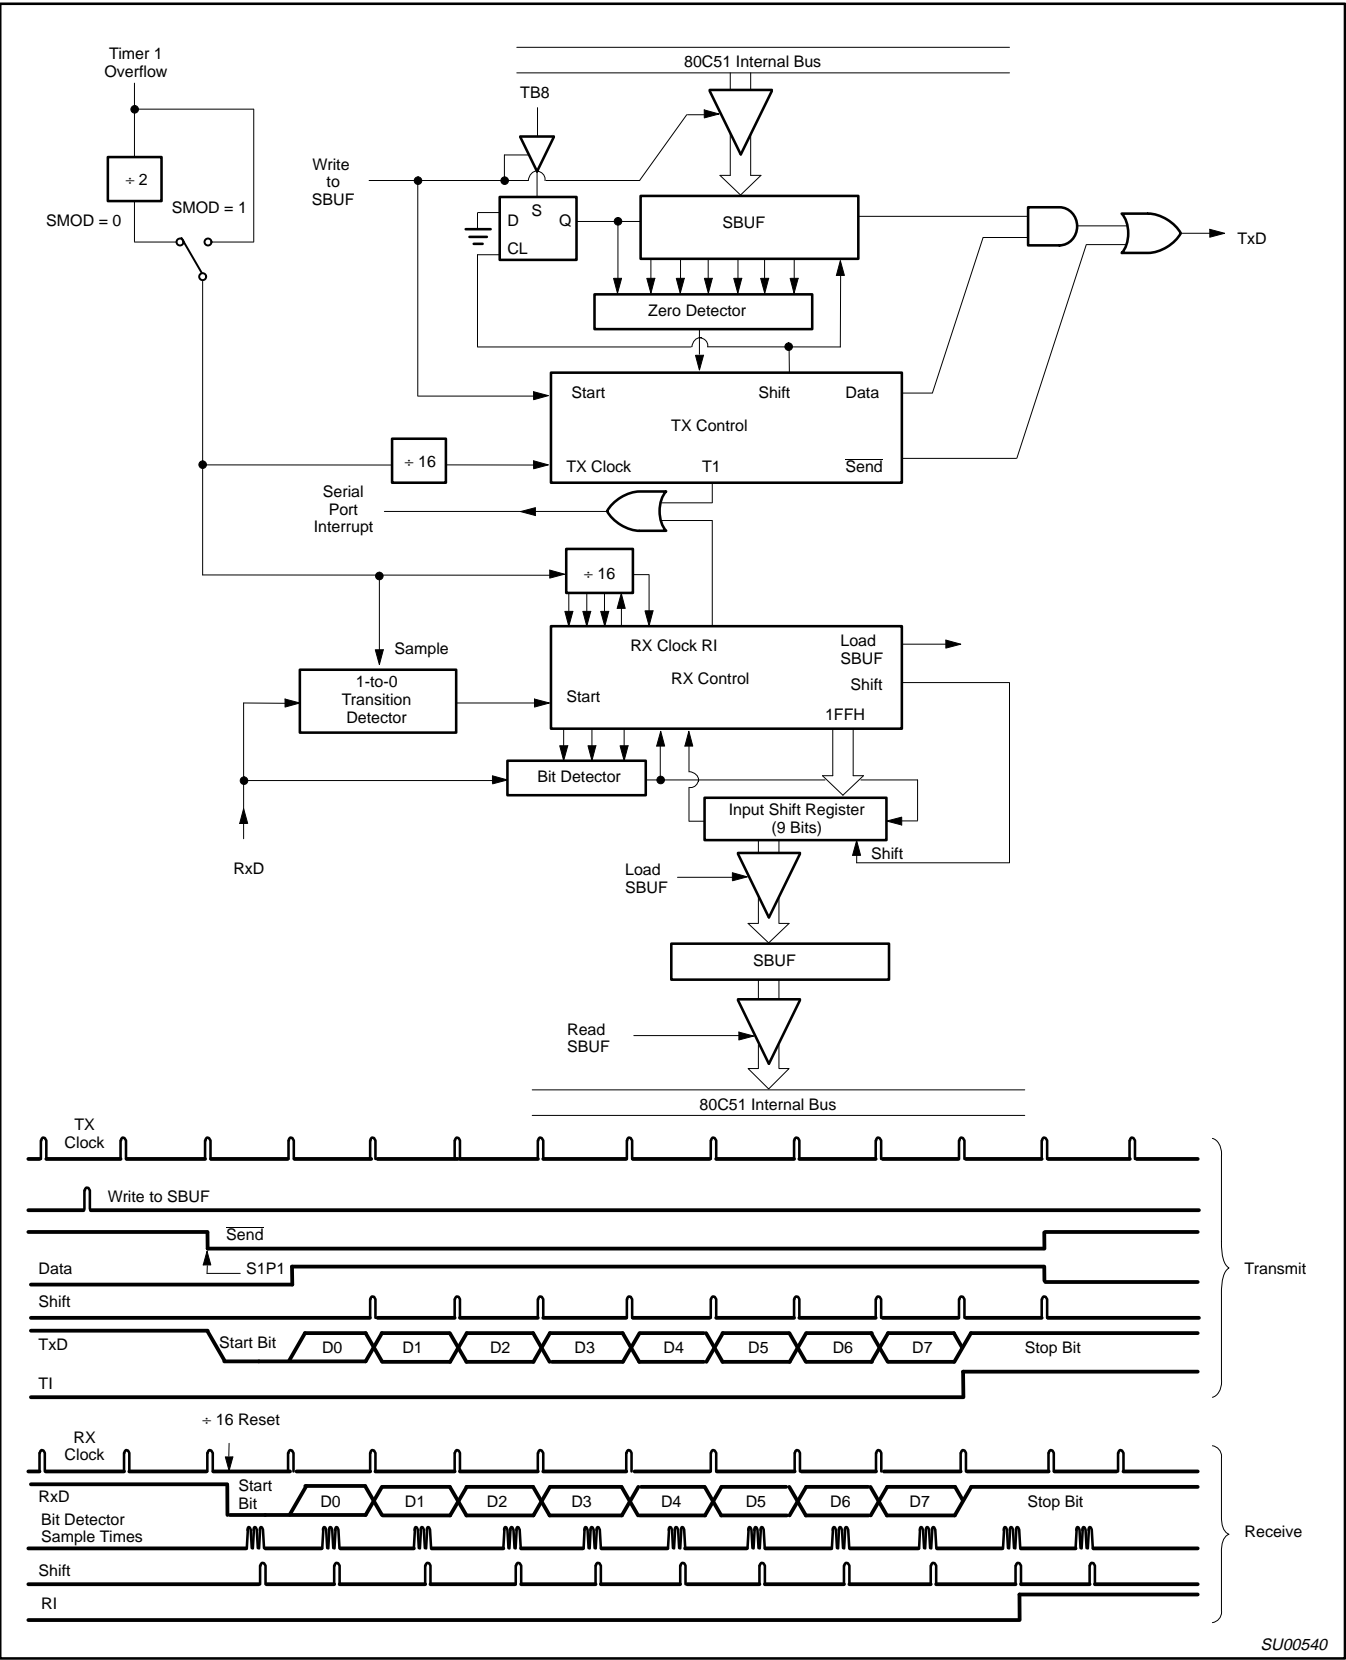 Timer 1
Overflow
80C51 Internal Bus
TB8
Write
to
SBUF
÷ 2
SMOD = 0
SMOD = 1
D
S
Q
CL
SBUF
TxD
Zero Detector
Start
Shift
Data
TX Control
÷ 16
TX Clock
T1
Send
Serial
Port
Interrupt
÷ 16
Sample
RX Clock RI
Load
SBUF
RX Control
1-to-0
Transition
Detector
Start
Shift
1FFH
Bit Detector
Input Shift Register
(9 Bits)
RxD
Shift
Load
SBUF
SBUF
Read
SBUF
80C51 Internal Bus
TX
Clock
Write to SBUF
Send
Data
S1P1
Transmit
Shift
TxD
Start Bit
D0
D1
D2
D3
D4
D5
D6
D7
Stop Bit
TI
÷ 16 Reset
RX
Clock
RxD
Start
Bit
D0
D1
D2
D3
D4
D5
D6
D7
Stop Bit
Bit Detector
Sample Times
Receive
Shift
RI
SU00540